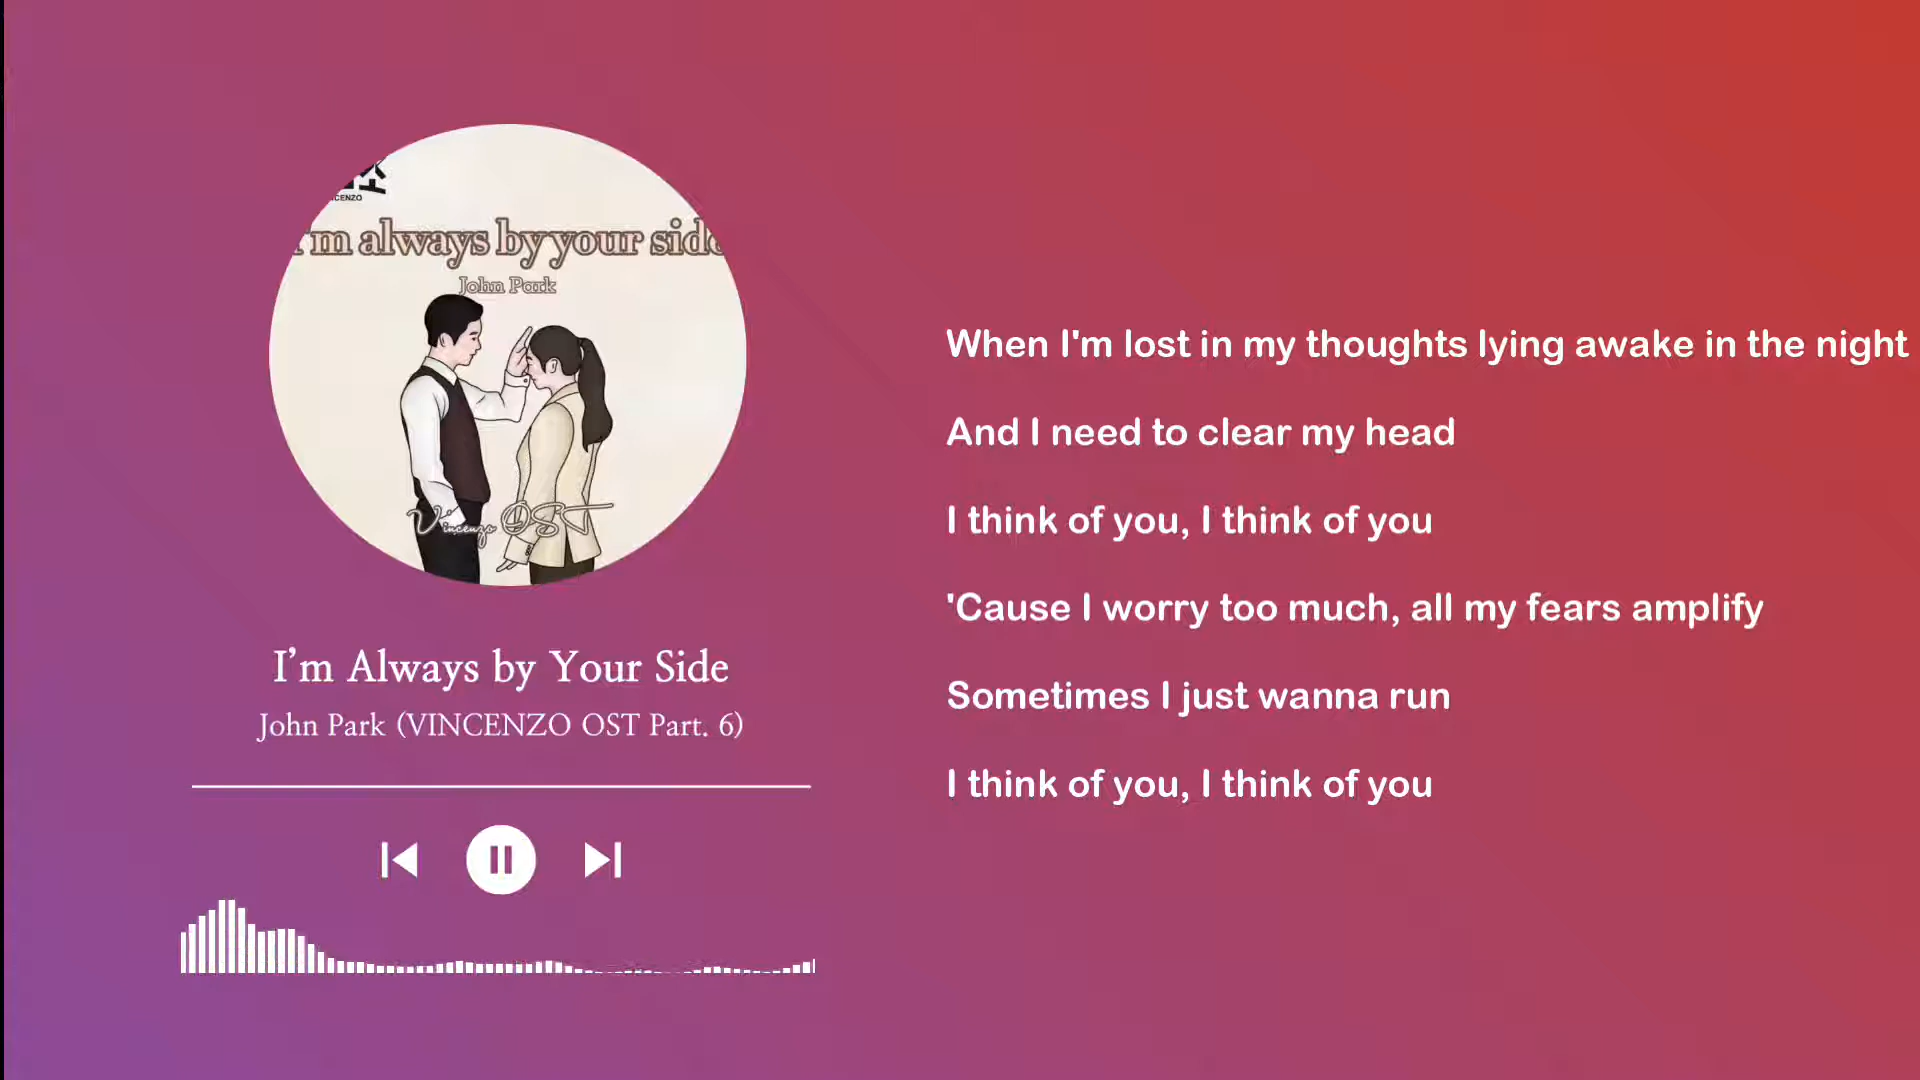 I'm always by your side
John Park
Vincenzo OST
I’m Always by Your Side
John Park (VINCENZO OST Part. 6)
When I'm lost in my thoughts lying awake in the night
And I need to clear my head
I think of you, I think of you
'Cause I worry too much, all my fears amplify
Sometimes I just wanna run
I think of you, I think of you